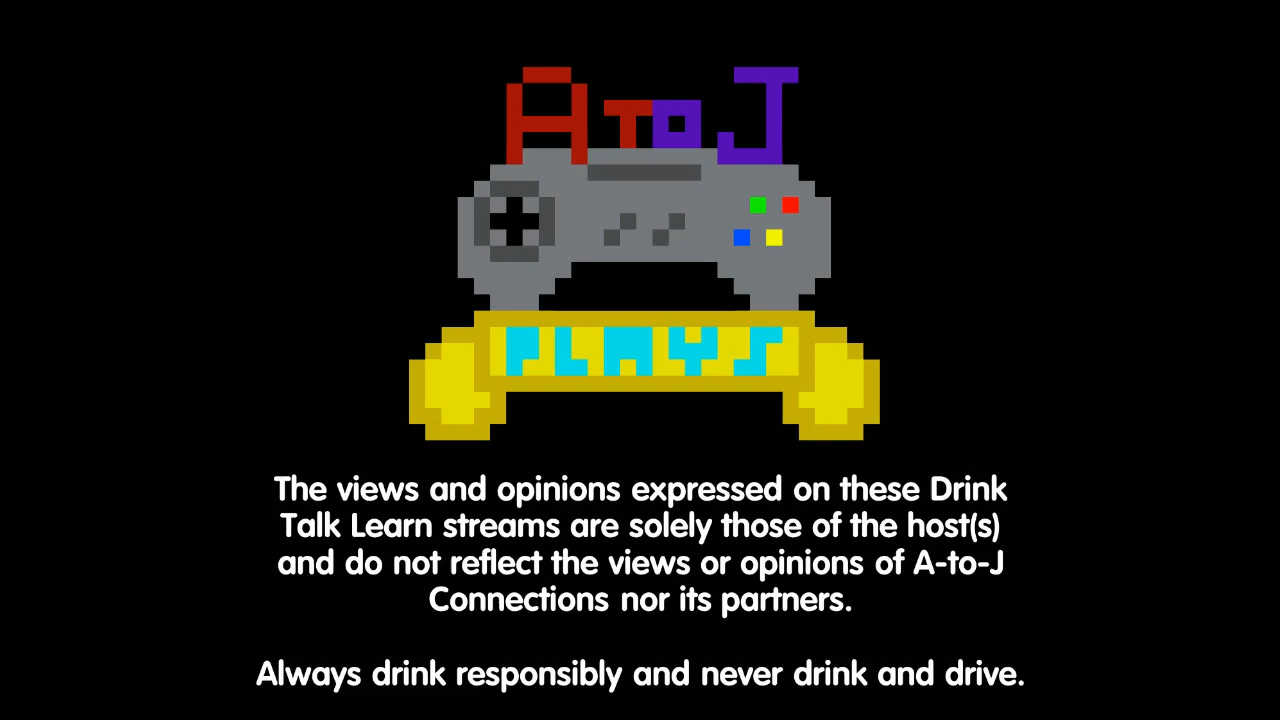 A TO J
PLAYS
The views and opinions expressed on these Drink
Talk Learn streams are solely those of the host(s)
and do not reflect the views or opinions of A-to-J
Connections nor its partners.
Always drink responsibly and never drink and drive.